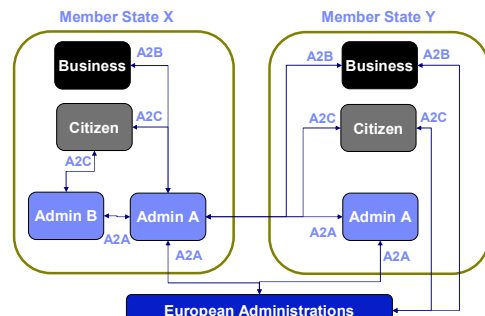 Member State X
Member State Y
A2B
Business
A2B
Business
A2B
Citizen
A2C
A2C
Citizen
A2C
A2C
Admin B
Admin A
A2A
Admin A
A2A
A2A
A2A
European Administrations